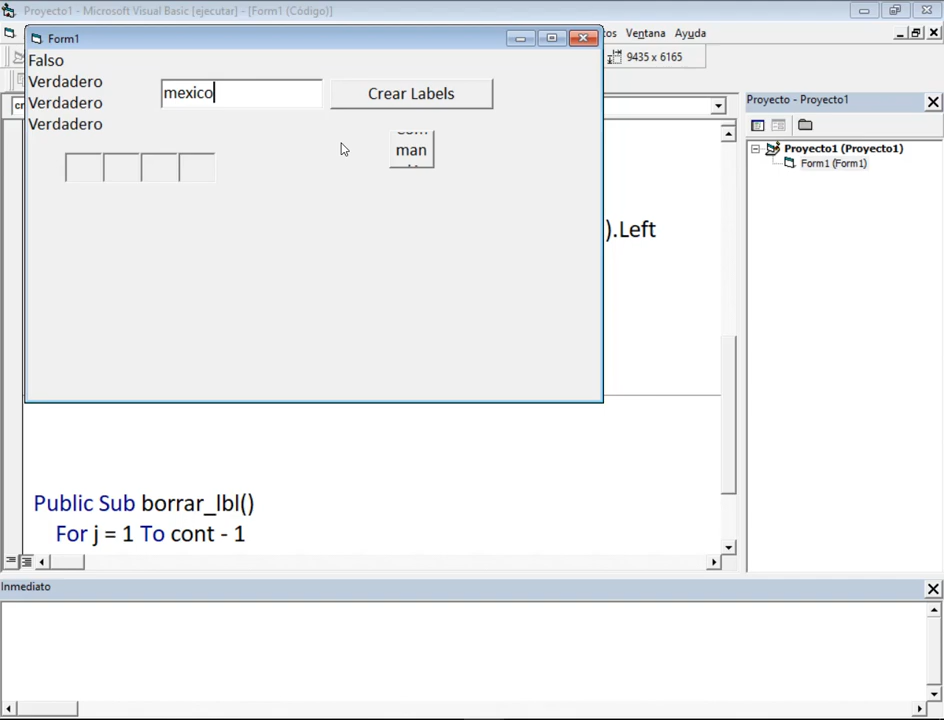 Proyecto1 - Microsoft Visual Basic [ejecutar] - [Form1 (Código)]
Ventana Ayuda
Form1
9435 x 6165
Falso
Verdadero
Verdadero
Verdadero
mexico
Crear Labels
man
Proyecto - Proyecto1
Proyecto1 (Proyecto1)
Form1 (Form1)
).Left
Public Sub borrar_lbl()
For j = 1 To cont - 1
Inmediato